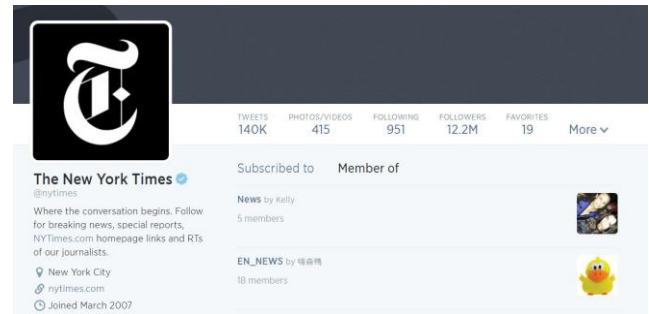 TWEETS PHOTOS/VIDEOS FOLLOWING FOLLOWERS FAVORITES
140K 415 951 12.2M 19 More
The New York Times
@nytimes
Where the conversation begins. Follow
for breaking news, special reports,
NYTimes.com homepage links and RTs
of our journalists.
New York City
nytimes.com
Joined March 2007
Subscribed to Member of
News by Kelly
5 members
EN_NEWS by
18 members